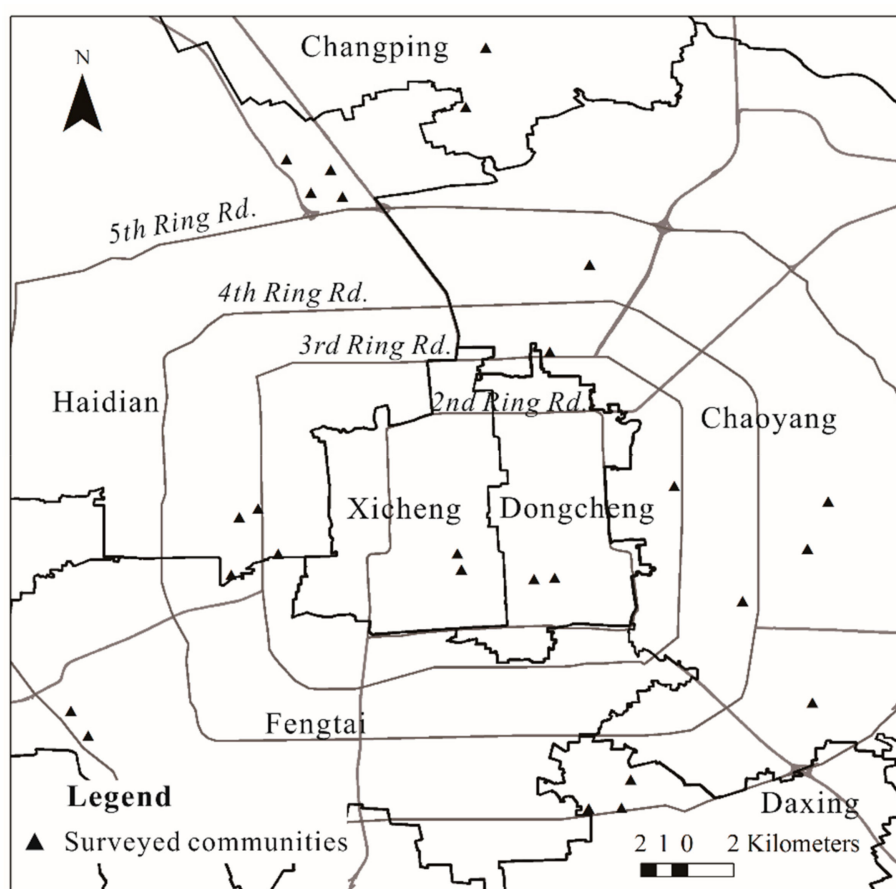 Changping
N
5th Ring Rd.
4th Ring Rd.
3rd Ring Rd.
Haidian
2nd Ring Rd.
Chaoyang
Xicheng
Dongcheng
Fengtai
Legend
Daxing
Surveyed communities
2 1 0 2 Kilometers